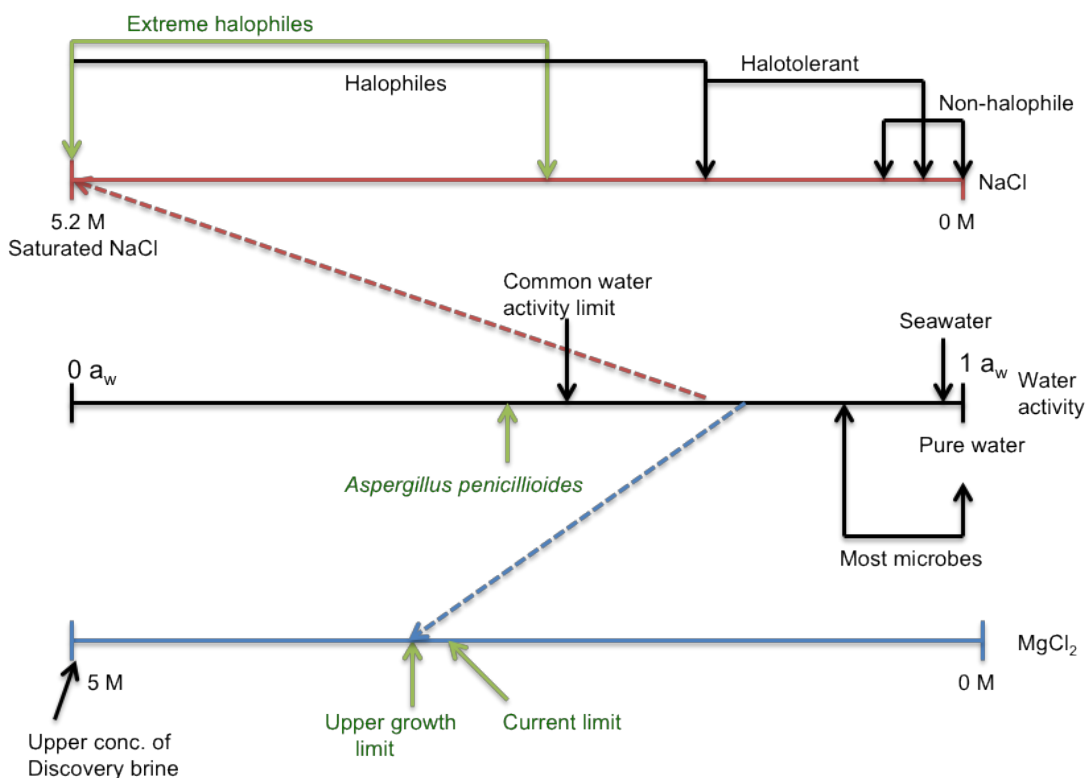 Extreme halophiles
Halophiles
Halotolerant
Non-halophile
NaCl
5.2 M
Saturated NaCl
0 M
Common water
activity limit
Seawater
0 a_w
1 a_w
Water
activity
Pure water
Aspergillus penicillioides
Most microbes
MgCl₂
5 M
0 M
Upper growth
limit
Current limit
Upper conc. of
Discovery brine